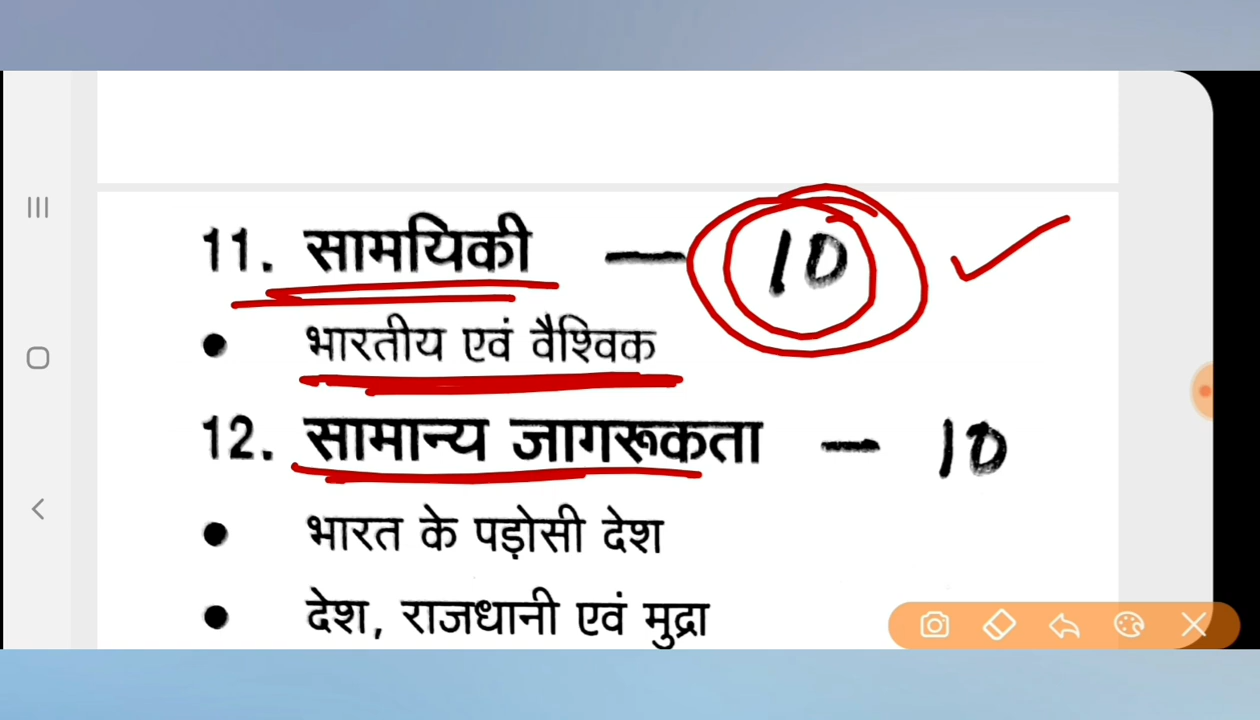 11. सामयिकी — 10
• भारतीय एवं वैश्विक
12. सामान्य जागरूकता — 10
• भारत के पड़ोसी देश
• देश, राजधानी एवं मुद्रा